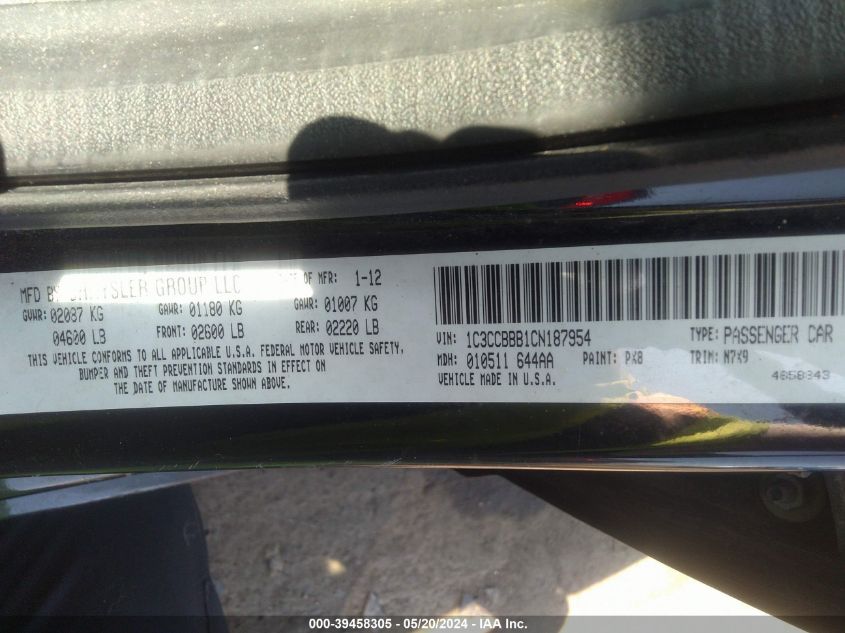 MFD BY CHRYSLER GROUP LLC DATE OF MFR: 1-12
GVWR: 02087 KG GAWR: 01180 KG GAWR: 01007 KG
04600 LB FRONT: 02600 LB REAR: 02220 LB
THIS VEHICLE CONFORMS TO ALL APPLICABLE U.S.A. FEDERAL MOTOR VEHICLE SAFETY,
BUMPER AND THEFT PREVENTION STANDARDS IN EFFECT ON
THE DATE OF MANUFACTURE SHOWN ABOVE.
VIN: 1C3CCBBB1CN187954 TYPE: PASSENGER CAR
MDH: 010511 644AA PAINT: PX8 TRIM: N7X9
VEHICLE MADE IN U.S.A. 4658343
000-39458305 — 05/20/2024 — IAA Inc.